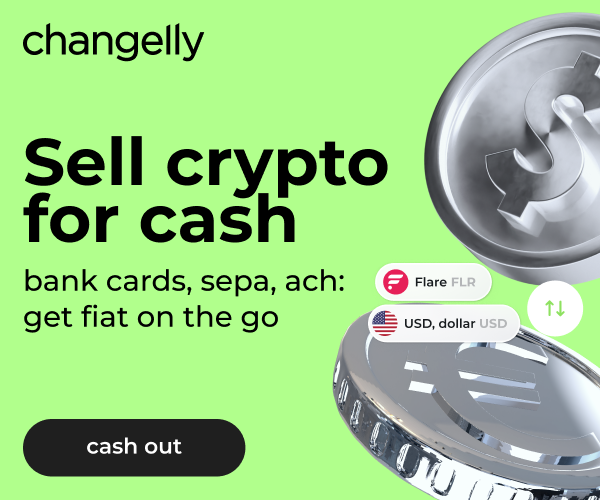 changelly
Sell crypto
for cash
bank cards, sepa, ach:
get fiat on the go
Flare FLR
USD, dollar USD
cash out